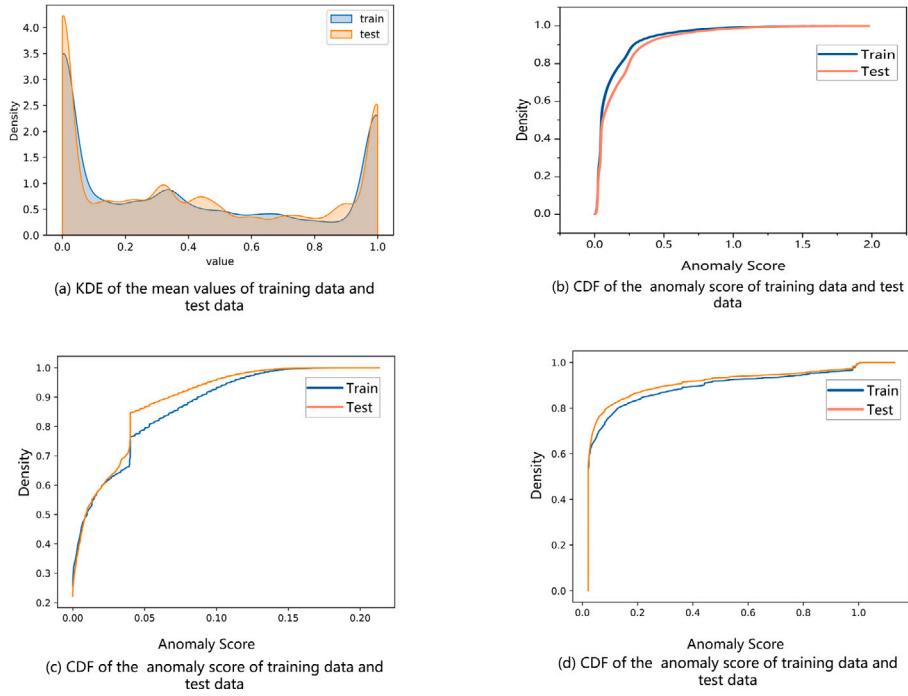 4.0
3.5
3.0
2.5
2.0
1.5
1.0
0.5
0.0
Density
train
test
0.0 0.2 0.4 0.6 0.8 1.0
value
(a) KDE of the mean values of training data and
test data
1.0
0.8
0.6
0.4
0.2
0.0
Density
Train
Test
0.0 0.5 1.0 1.5 2.0
Anomaly Score
(b) CDF of the anomaly score of training data and test
data
1.0
0.9
0.8
0.7
0.6
0.5
0.4
0.3
0.2
Density
Train
Test
0.00 0.05 0.10 0.15 0.20
Anomaly Score
(c) CDF of the anomaly score of training data and
test data
1.0
0.8
0.6
0.4
0.2
0.0
Density
Train
Test
0.0 0.2 0.4 0.6 0.8 1.0
Anomaly Score
(d) CDF of the anomaly score of training data and
test data